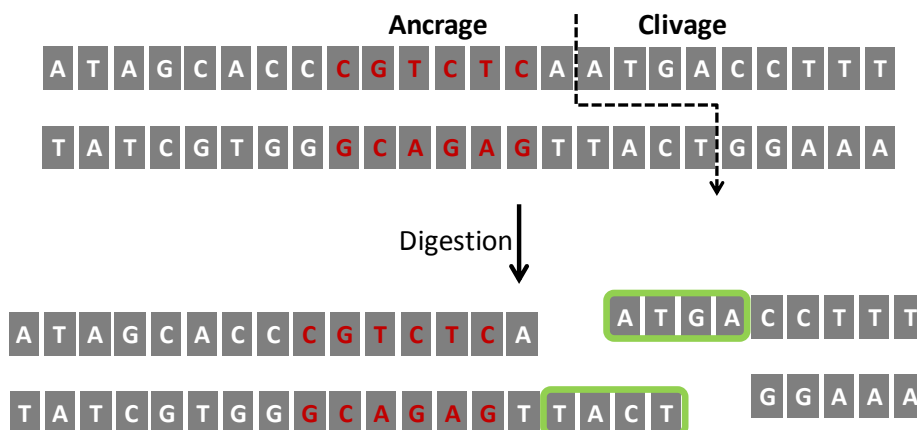 Ancrage Clivage
A T A G C A C C C G T C T C A A T G A C C T T T
T A T C G T G G G C A G A G T T A C T G G A A A
Digestion
A T G A C C T T T
A T A G C A C C C G T C T C A
G G A A A
T A T C G T G G G C A G A G T T A C T